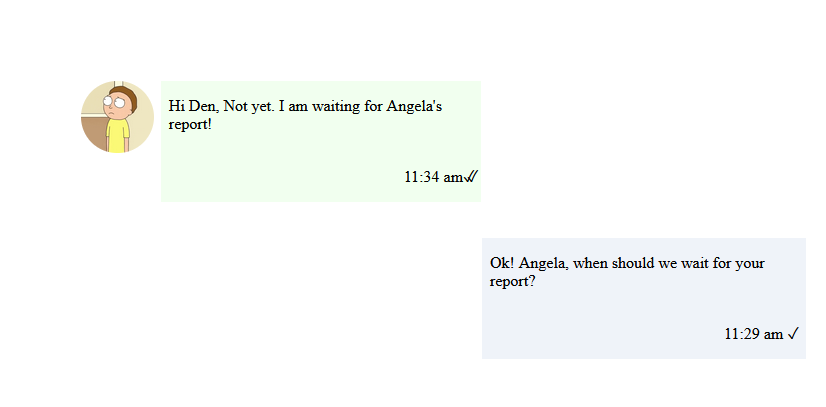 Hi Den, Not yet. I am waiting for Angela's
report!
11:34 am✓✓
Ok! Angela, when should we wait for your
report?
11:29 am ✓